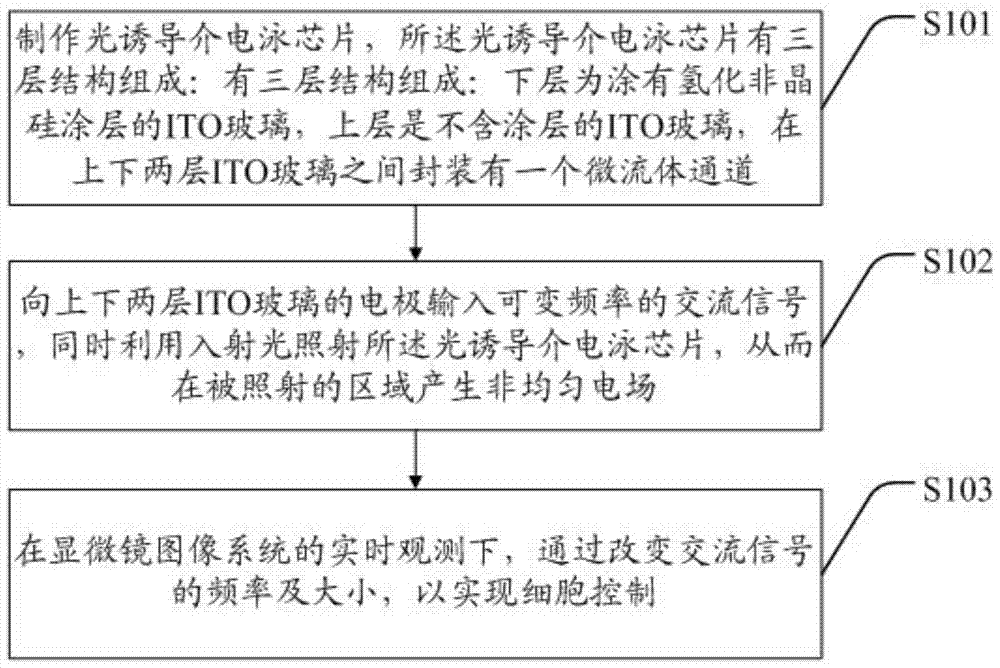 制作光诱导介电泳芯片，所述光诱导介电泳芯片有三
层结构组成：有三层结构组成：下层为涂有氢化非晶
硅涂层的ITO玻璃，上层是不含涂层的ITO玻璃，在
上下两层ITO玻璃之间封装有一个微流体通道
S101
向上下两层ITO玻璃的电极输入可变频率的交流信号
，同时利用入射光照射所述光诱导介电泳芯片，从而
在被照射的区域产生非均匀电场
S102
在显微镜图像系统的实时观测下，通过改变交流信号
的频率及大小，以实现细胞控制
S103